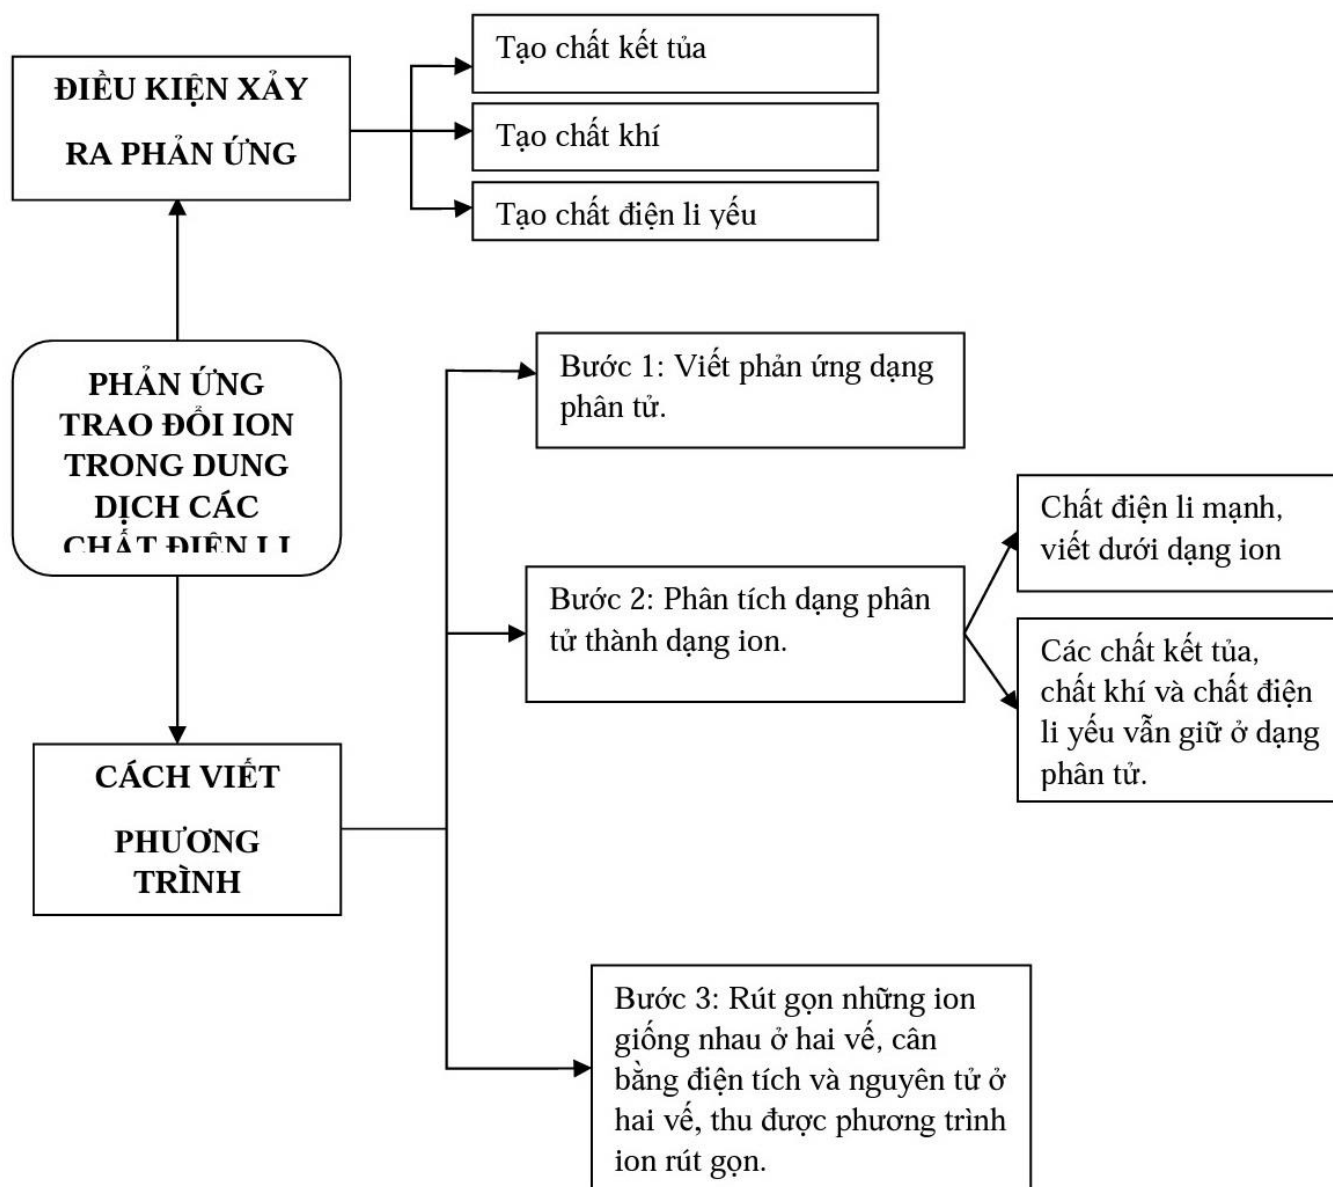 ĐIỀU KIỆN XẢY
RA PHẢN ỨNG
Tạo chất kết tủa
Tạo chất khí
Tạo chất điện li yếu
PHẢN ỨNG
TRAO ĐỔI ION
TRONG DUNG
DỊCH CÁC
CHẤT ĐIỆN LI
CÁCH VIẾT
PHƯƠNG
TRÌNH
Bước 1: Viết phản ứng dạng
phân tử.
Bước 2: Phân tích dạng phân
tử thành dạng ion.
Chất điện li mạnh,
viết dưới dạng ion
Các chất kết tủa,
chất khí và chất điện
li yếu vẫn giữ ở dạng
phân tử.
Bước 3: Rút gọn những ion
giống nhau ở hai vế, cân
bằng điện tích và nguyên tử ở
hai vế, thu được phương trình
ion rút gọn.